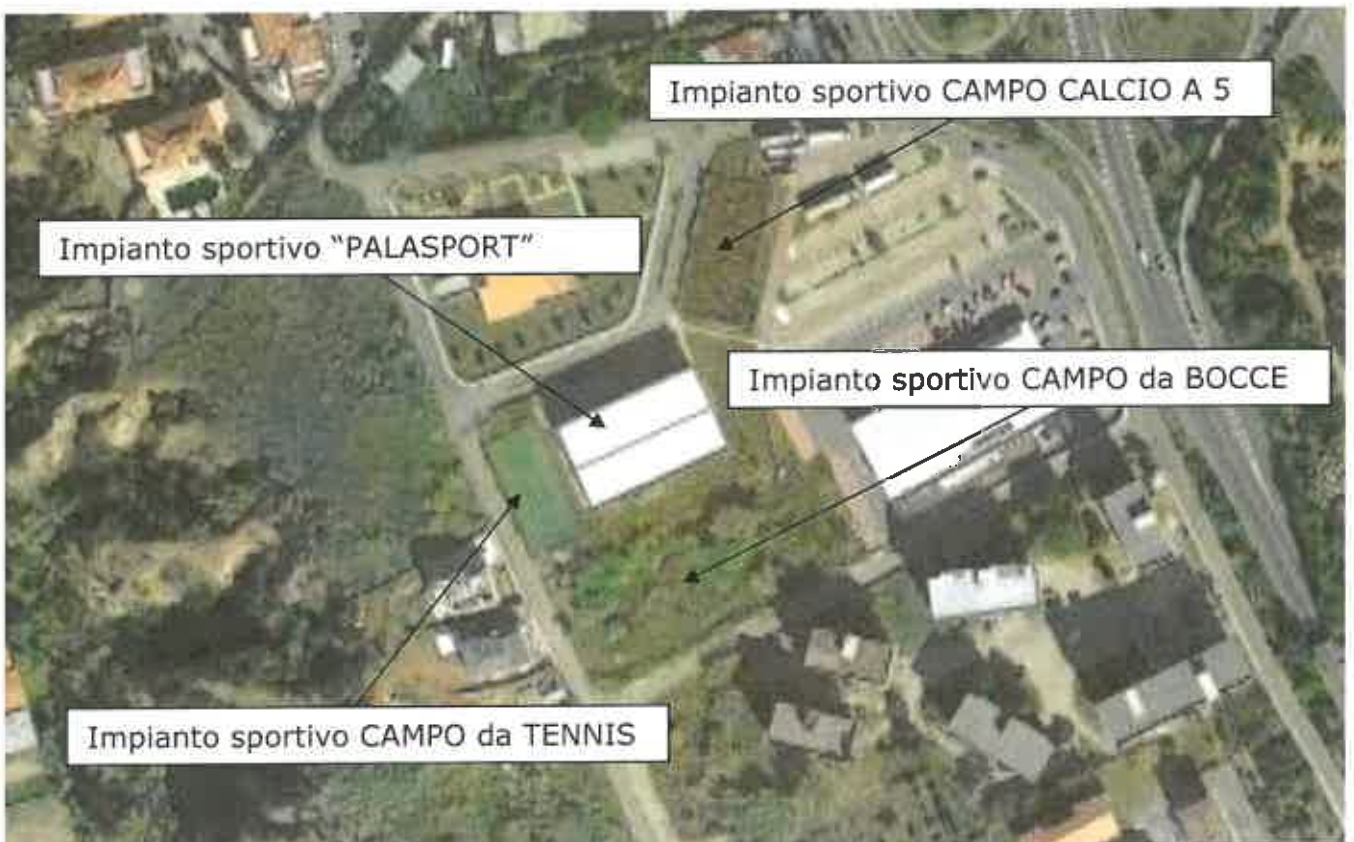 Impianto sportivo CAMPO CALCIO A 5
Impianto sportivo "PALASPORT"
Impianto sportivo CAMPO da BOCCE
Impianto sportivo CAMPO da TENNIS